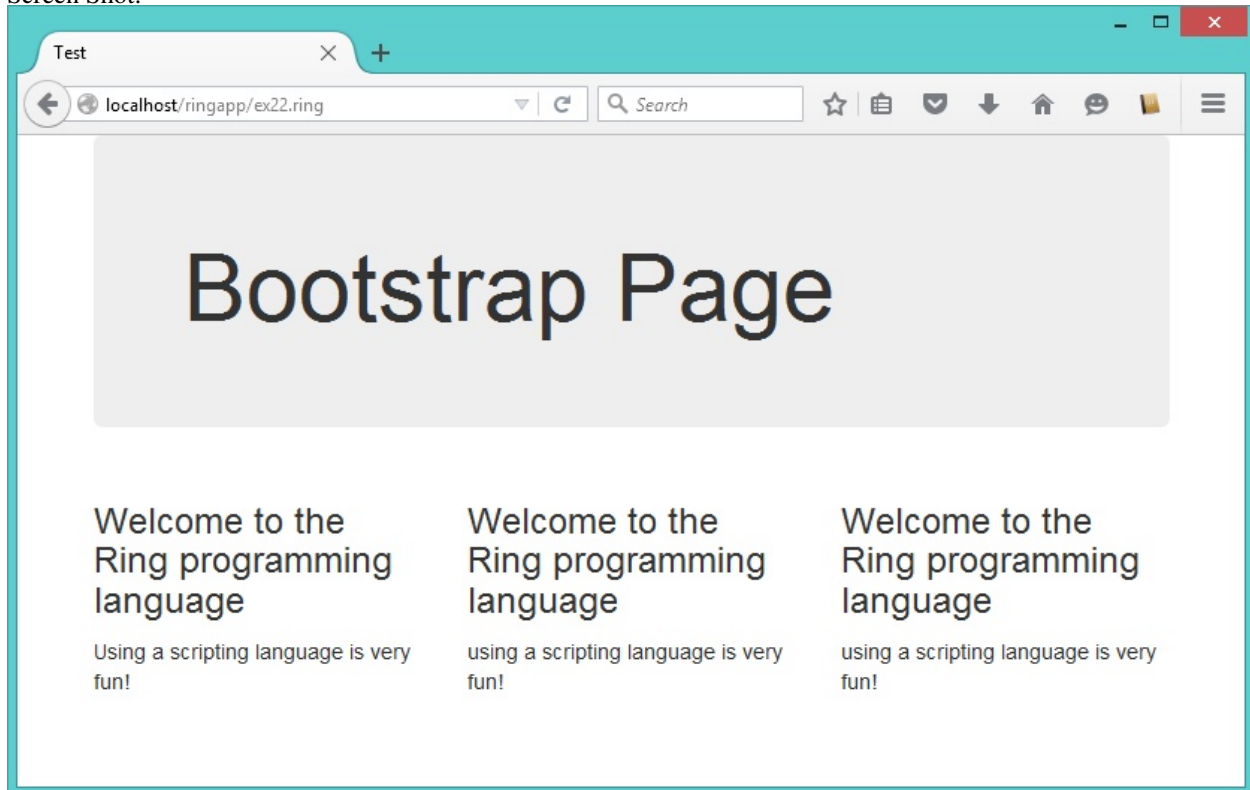 Screen Shot:
Test
localhost/ringapp/ex22.ring
Search
Bootstrap Page
Welcome to the
Ring programming
language
Using a scripting language is very
fun!
Welcome to the
Ring programming
language
using a scripting language is very
fun!
Welcome to the
Ring programming
language
using a scripting language is very
fun!